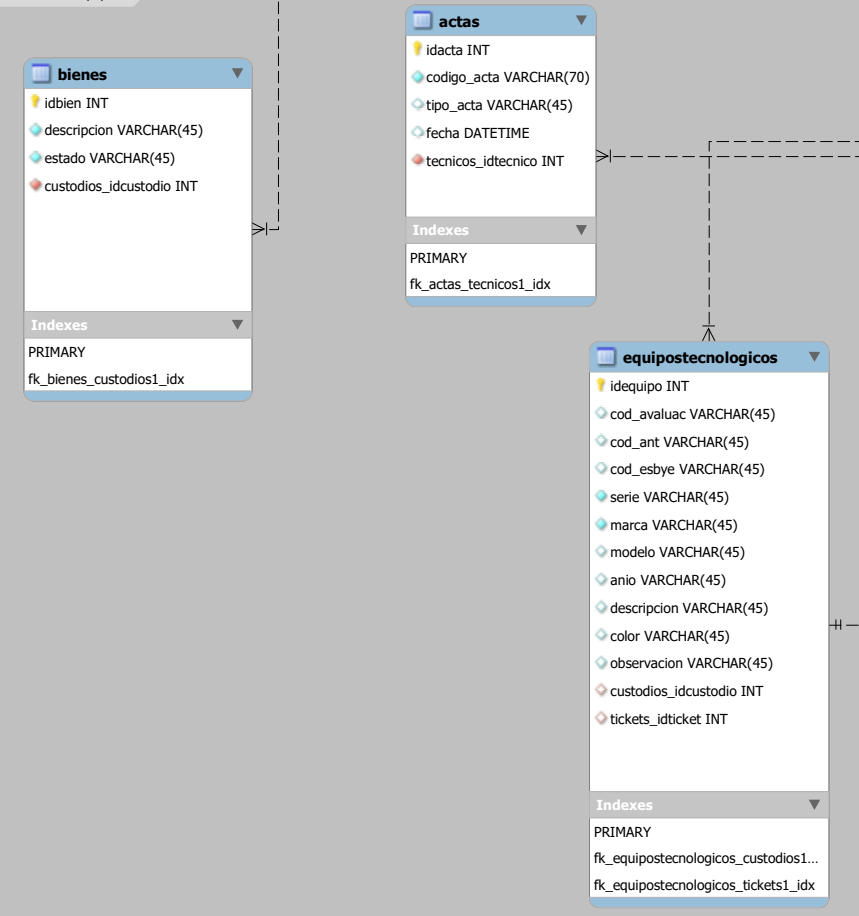 bienes
idbien INT
descripcion VARCHAR(45)
estado VARCHAR(45)
custodios_idcustodio INT
Indexes
PRIMARY
fk_bienes_custodios1_idx
actas
idacta INT
codigo_acta VARCHAR(70)
tipo_acta VARCHAR(45)
fecha DATETIME
tecnicos_idtecnico INT
Indexes
PRIMARY
fk_actas_tecnicos1_idx
equipostecnologicos
idequipo INT
cod_avaluac VARCHAR(45)
cod_ant VARCHAR(45)
cod_esbye VARCHAR(45)
serie VARCHAR(45)
marca VARCHAR(45)
modelo VARCHAR(45)
anio VARCHAR(45)
descripcion VARCHAR(45)
color VARCHAR(45)
observacion VARCHAR(45)
custodios_idcustodio INT
tickets_idticket INT
Indexes
PRIMARY
fk_equipostecnologicos_custodios1...
fk_equipostecnologicos_tickets1_idx